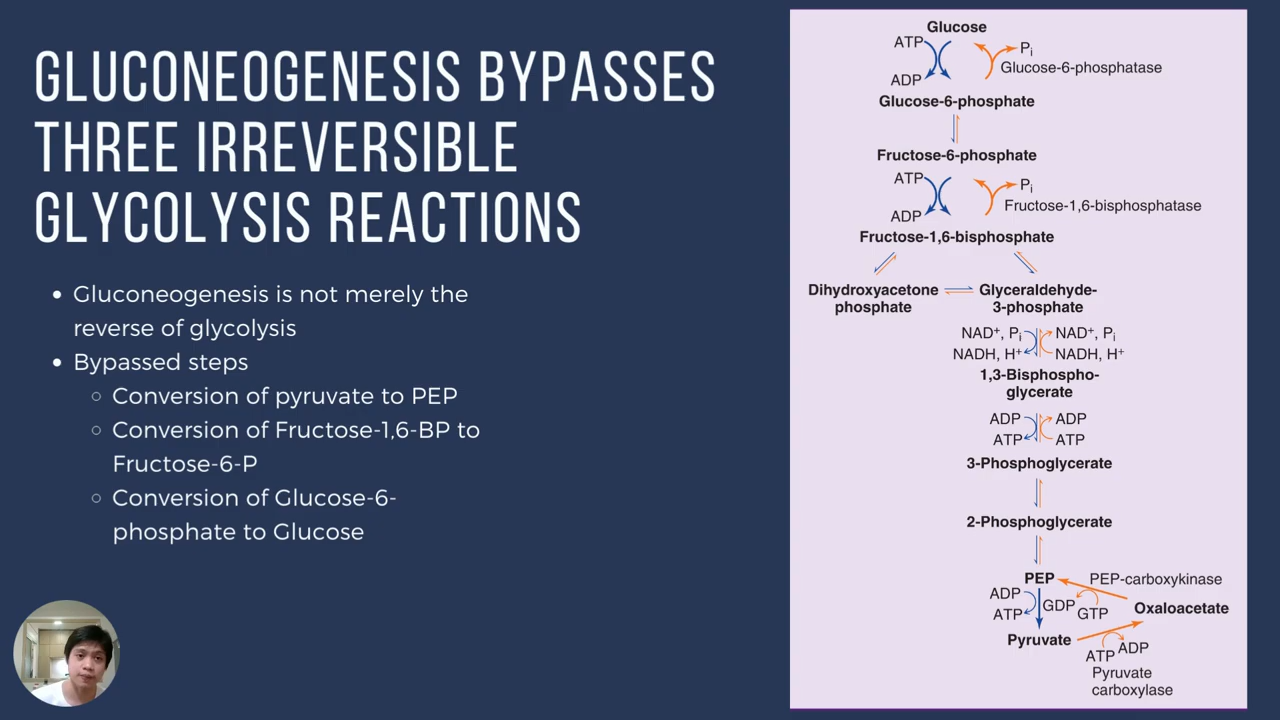 GLUCONEOGENESIS BYPASSES
THREE IRREVERSIBLE
GLYCOLYSIS REACTIONS
• Gluconeogenesis is not merely the
reverse of glycolysis
• Bypassed steps
○ Conversion of pyruvate to PEP
○ Conversion of Fructose-1,6-BP to
Fructose-6-P
○ Conversion of Glucose-6-
phosphate to Glucose
Glucose
ATP
Pi
Glucose-6-phosphatase
ADP
Glucose-6-phosphate
Fructose-6-phosphate
ATP
Pi
Fructose-1,6-bisphosphatase
ADP
Fructose-1,6-bisphosphate
Dihydroxyacetone
phosphate
Glyceraldehyde-
3-phosphate
NAD+, Pi
NAD+, Pi
NADH, H+
NADH, H+
1,3-Bisphospho-
glycerate
ADP
ADP
ATP
ATP
3-Phosphoglycerate
2-Phosphoglycerate
PEP
PEP-carboxykinase
ADP
ATP
GDP
GTP
Oxaloacetate
Pyruvate
ATP
ADP
Pyruvate
carboxylase